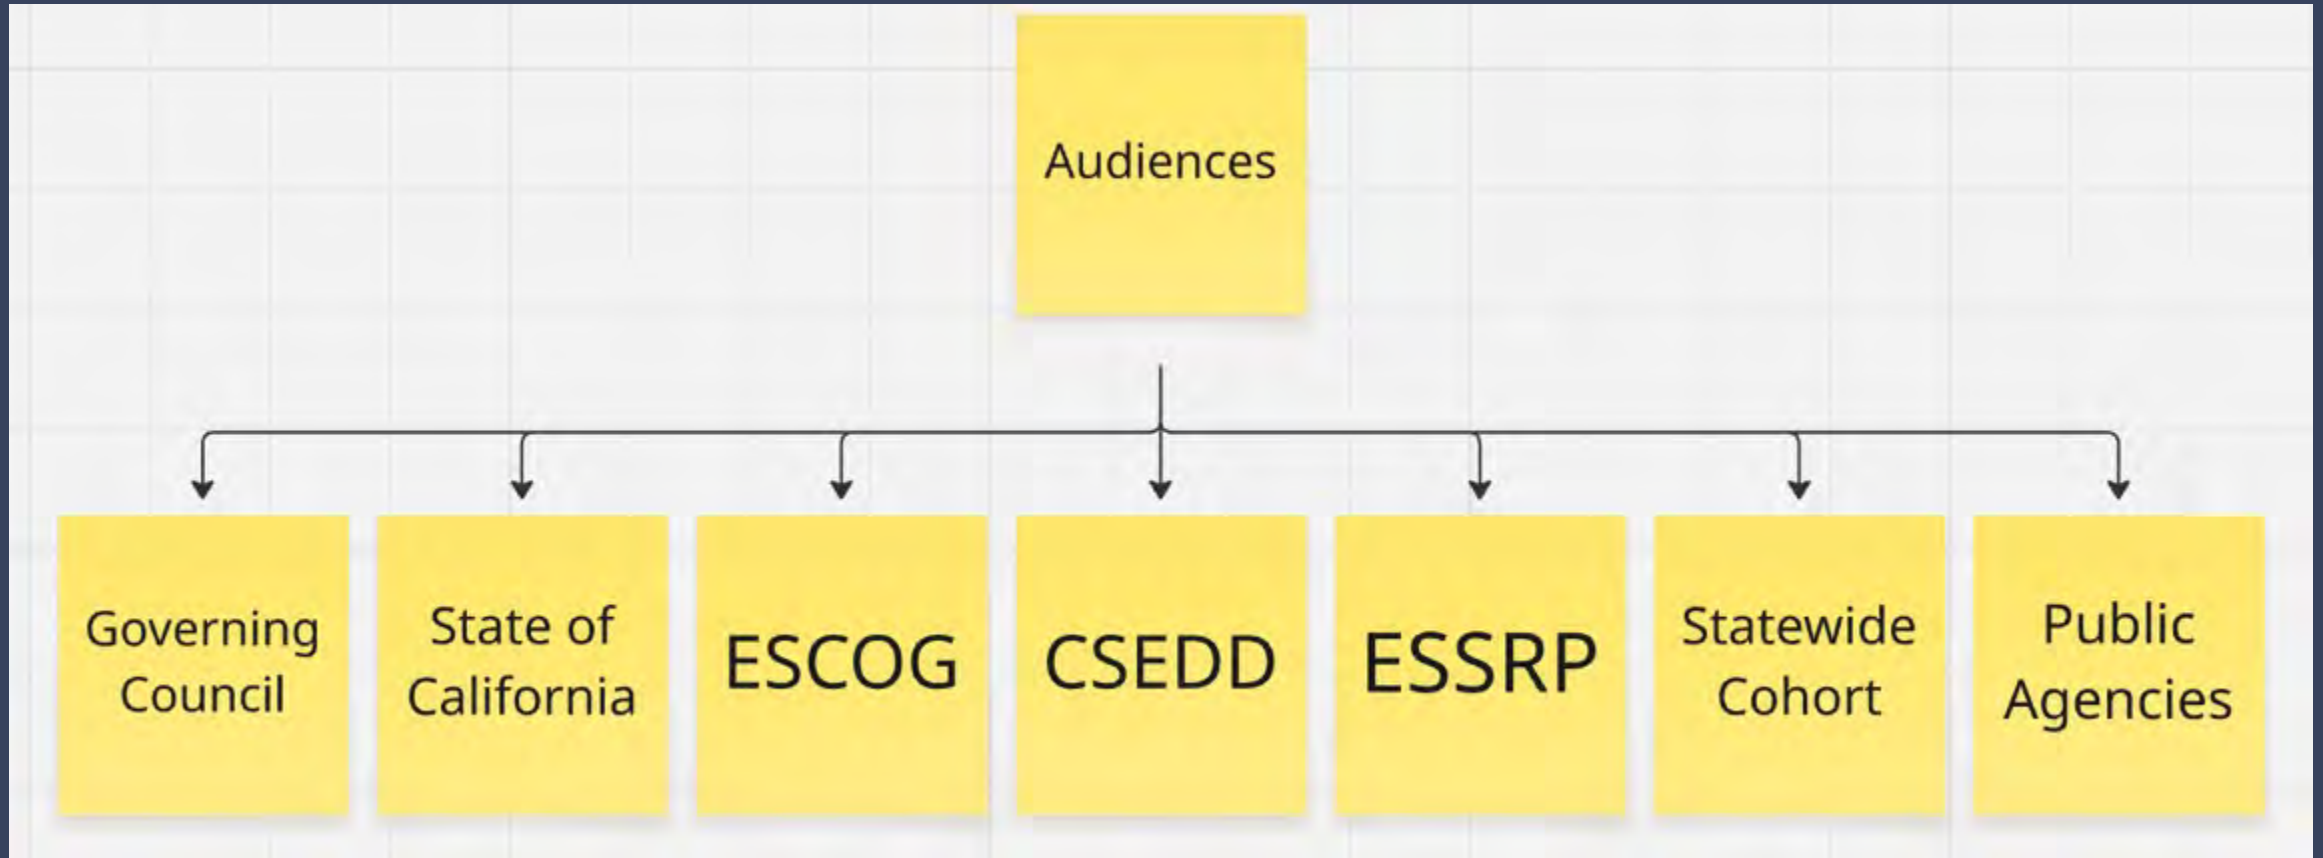 Audiences
Governing
Council
State of
California
ESCOG
CSEDD
ESSRP
Statewide
Cohort
Public
Agencies